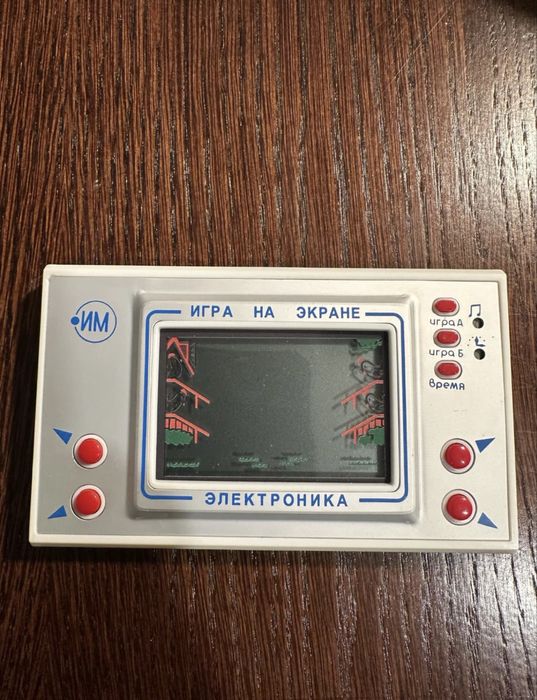 ИМ
ИГРА НА ЭКРАНЕ
игра А
игра Б
время
ЭЛЕКТРОНИКА